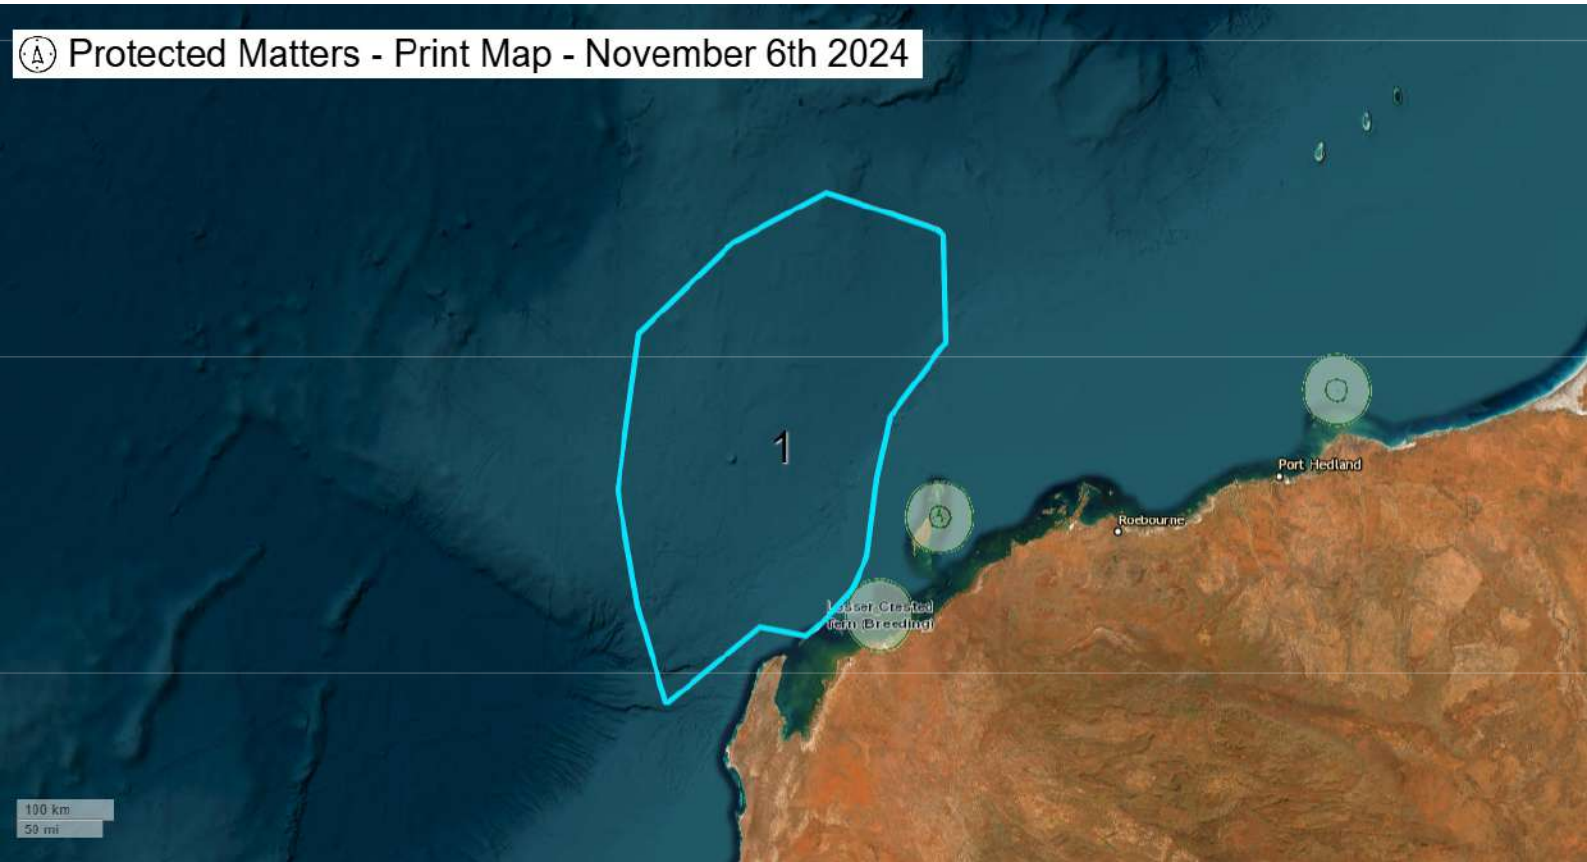 Protected Matters - Print Map - November 6th 2024
1
Port Hedland
Roebourne
Lesser Crested
Tern (Breeding)
100 km
50 mi